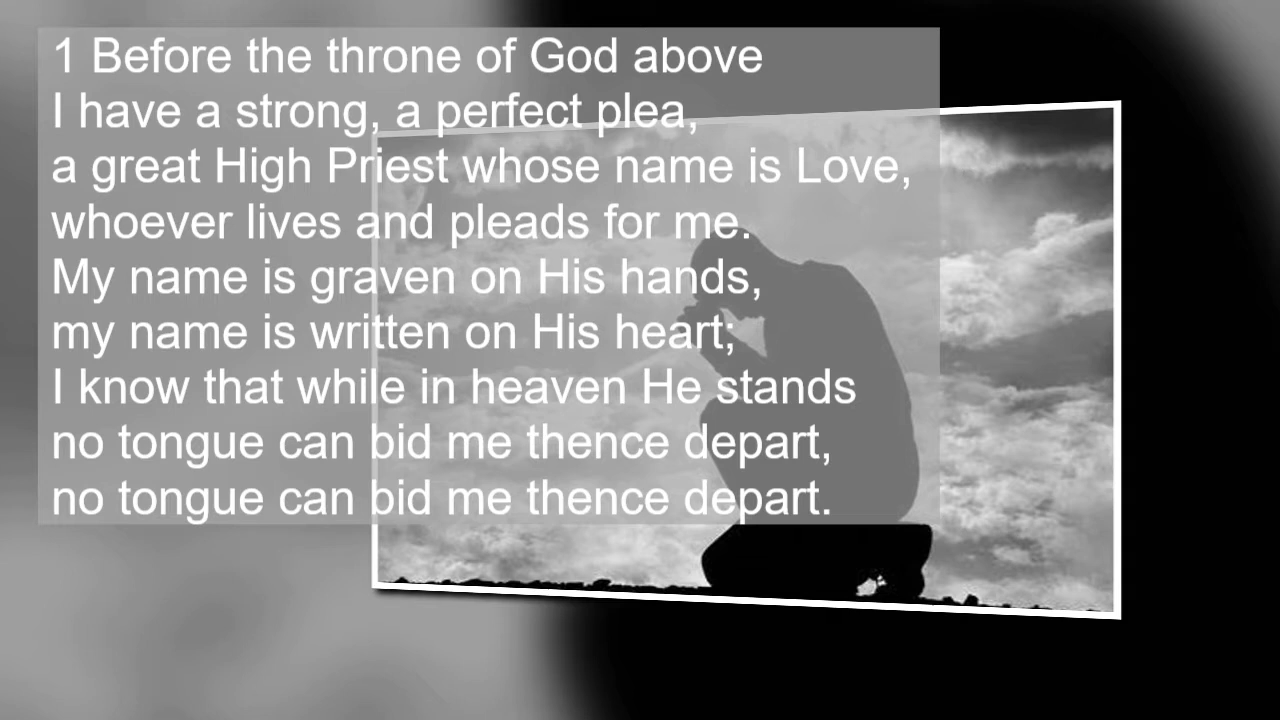 1 Before the throne of God above
I have a strong, a perfect plea,
a great High Priest whose name is Love,
whoever lives and pleads for me.
My name is graven on His hands,
my name is written on His heart;
I know that while in heaven He stands
no tongue can bid me thence depart,
no tongue can bid me thence depart.